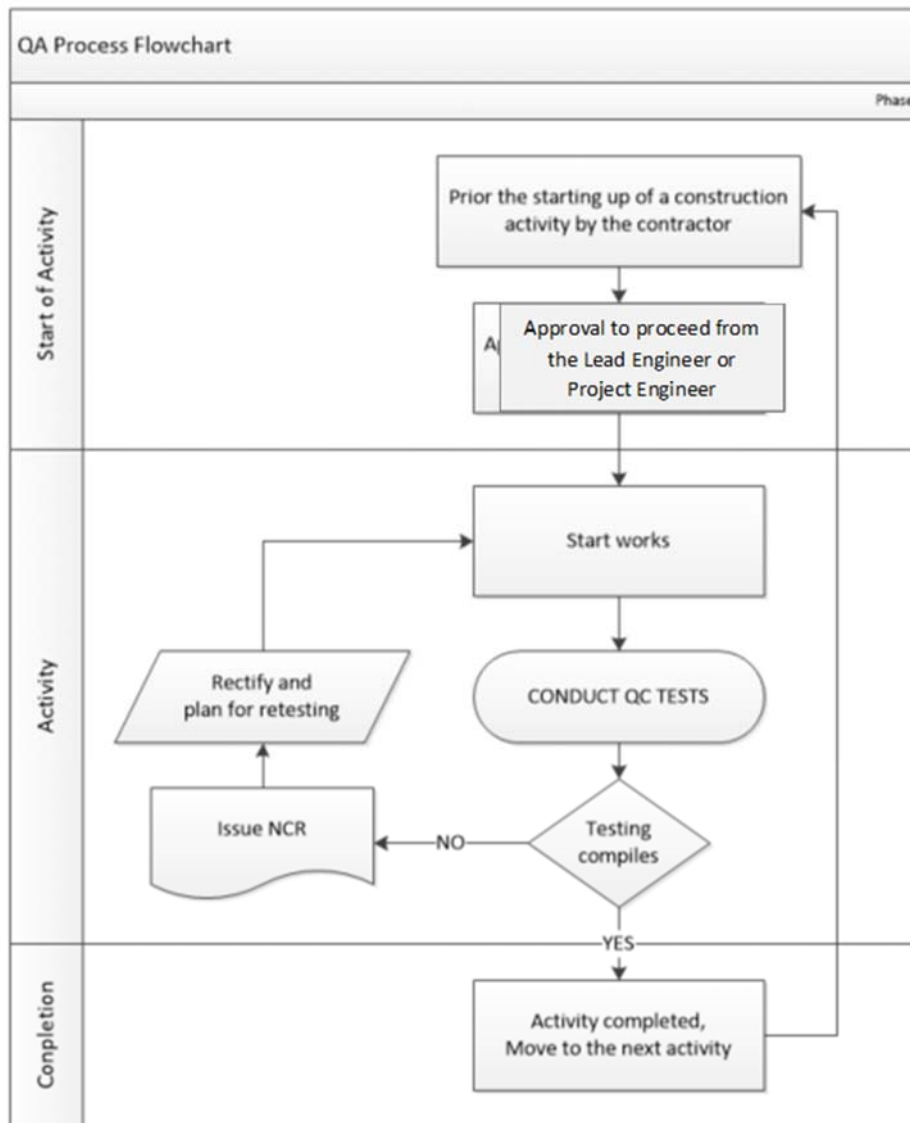 QA Process Flowchart
Phase
Start of Activity
Prior the starting up of a construction
activity by the contractor
Approval to proceed from
the Lead Engineer or
Project Engineer
Activity
Start works
Rectify and
plan for retesting
CONDUCT QC TESTS
Issue NCR
NO
Testing
compiles
YES
Conpletion
Activity completed,
Move to the next activity